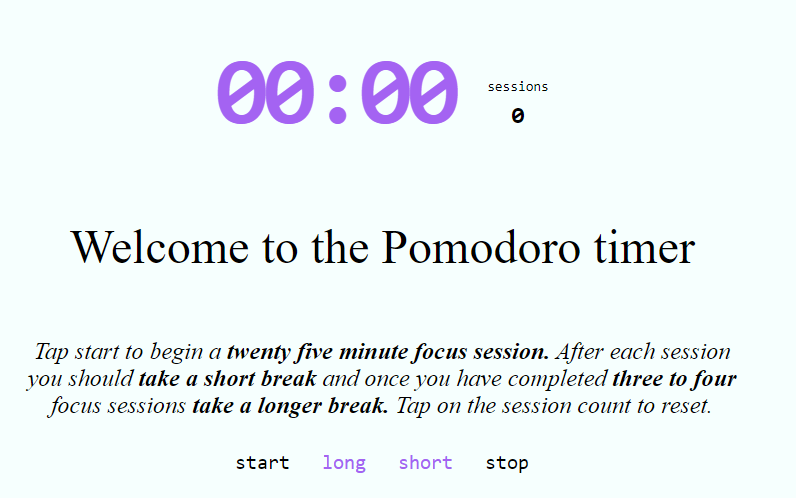 00:00
sessions
0
Welcome to the Pomodoro timer
Tap start to begin a twenty five minute focus session. After each session
you should take a short break and once you have completed three to four
focus sessions take a longer break. Tap on the session count to reset.
start long short stop